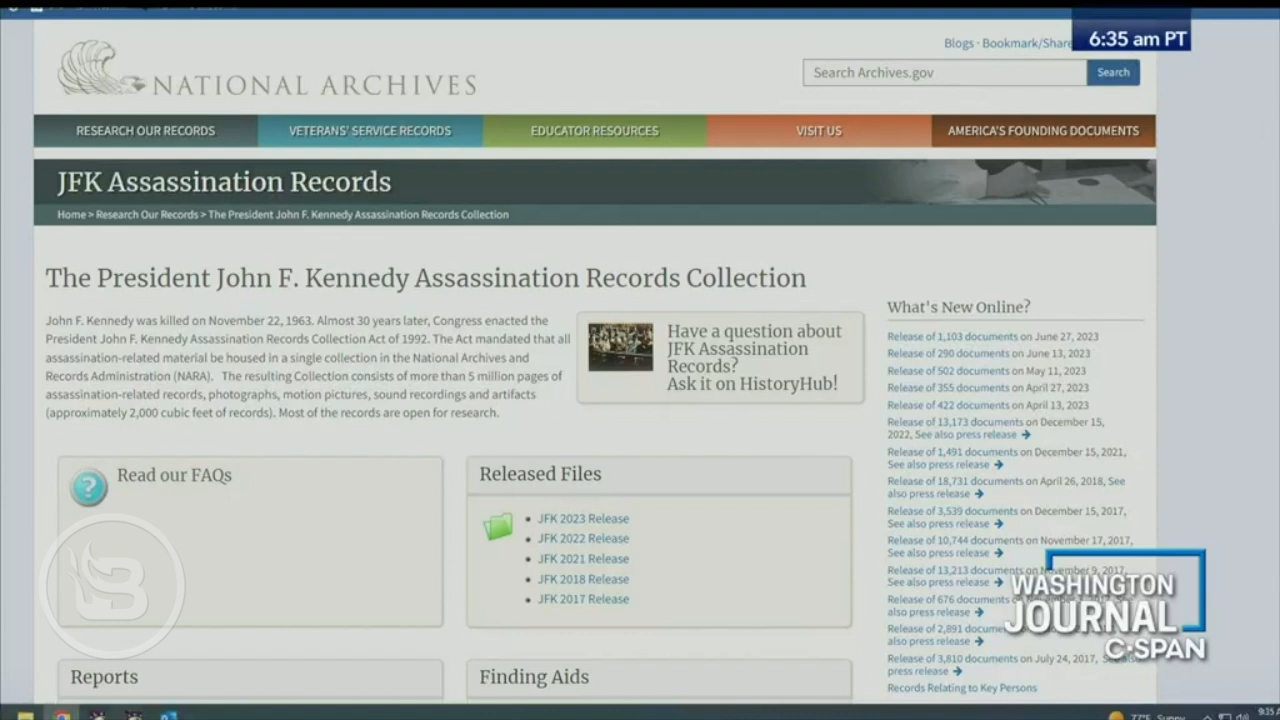 6:35 am PT
Blogs · Bookmark/Share
NATIONAL ARCHIVES
Search Archives.gov
Search
RESEARCH OUR RECORDS
VETERANS' SERVICE RECORDS
EDUCATOR RESOURCES
VISIT US
AMERICA'S FOUNDING DOCUMENTS
JFK Assassination Records
Home > Research Our Records > The President John F. Kennedy Assassination Records Collection
The President John F. Kennedy Assassination Records Collection
John F. Kennedy was killed on November 22, 1963. Almost 30 years later, Congress enacted the
President John F. Kennedy Assassination Records Collection Act of 1992. The Act mandated that all
assassination-related material be housed in a single collection in the National Archives and
Records Administration (NARA). The resulting Collection consists of more than 5 million pages of
assassination-related records, photographs, motion pictures, sound recordings and artifacts
(approximately 2,000 cubic feet of records). Most of the records are open for research.
Have a question about
JFK Assassination
Records?
Ask it on HistoryHub!
What's New Online?
Release of 1,103 documents on June 27, 2023
Release of 290 documents on June 13, 2023
Release of 502 documents on May 11, 2023
Release of 355 documents on April 27, 2023
Release of 422 documents on April 13, 2023
Release of 13,173 documents on December 15,
2022, See also press release
Release of 1,491 documents on December 15, 2021,
See also press release
Release of 18,731 documents on April 26, 2018, See
also press release
Release of 3,539 documents on December 15, 2017,
See also press release
Release of 10,744 documents on November 17, 2017,
See also press release
Release of 13,213 documents on November 9, 2017,
See also press release
Release of 676 documents
also press release
Release of 2,891
also press release
Release of 3,810 documents on July 24, 2017,
press release
Records Relating to Key Persons
Read our FAQs
Released Files
JFK 2023 Release
JFK 2022 Release
JFK 2021 Release
JFK 2018 Release
JFK 2017 Release
Reports
Finding Aids
B
WASHINGTON
JOURNAL
C·SPAN
77°F Sunny
9:35